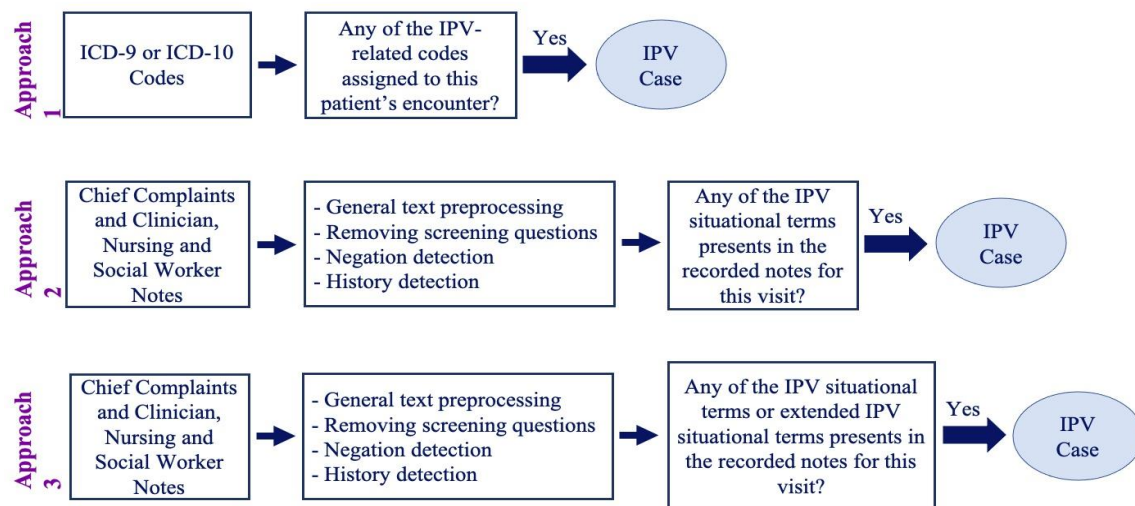 Approach
1
ICD-9 or ICD-10
Codes
Any of the IPV-
related codes
assigned to this
patient's encounter?
Yes
IPV
Case
Approach
2
Chief Complaints
and Clinician,
Nursing and
Social Worker
Notes
- General text preprocessing
- Removing screening questions
- Negation detection
- History detection
Any of the IPV
situational terms
presents in the
recorded notes for
this visit?
Yes
IPV
Case
Approach
3
Chief Complaints
and Clinician,
Nursing and
Social Worker
Notes
- General text preprocessing
- Removing screening questions
- Negation detection
- History detection
Any of the IPV situational
terms or extended IPV
situational terms presents in
the recorded notes for this
visit?
Yes
IPV
Case